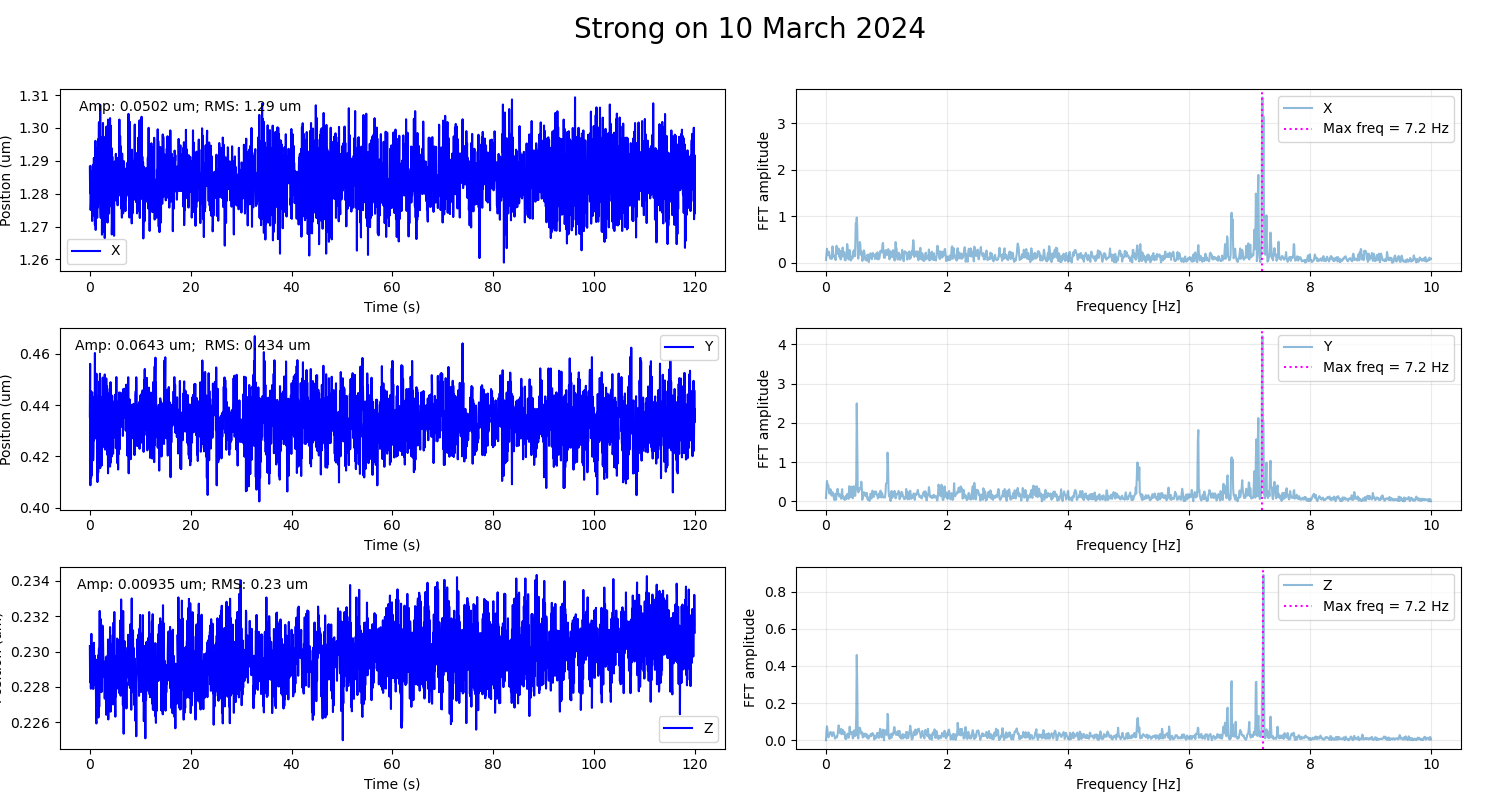 Strong on 10 March 2024
Amp: 0.0502 um; RMS: 1.29 um
Position (um)
1.31
1.30
1.29
1.28
1.27
1.26
X
0 20 40 60 80 100 120
Time (s)
FFT amplitude
3
2
1
0
X
Max freq = 7.2 Hz
0 2 4 6 8 10
Frequency [Hz]
Amp: 0.0643 um;  RMS: 0.434 um
Position (um)
0.46
0.44
0.42
0.40
Y
0 20 40 60 80 100 120
Time (s)
FFT amplitude
4
3
2
1
0
Y
Max freq = 7.2 Hz
0 2 4 6 8 10
Frequency [Hz]
Amp: 0.00935 um; RMS: 0.23 um
0.234
0.232
0.230
0.228
0.226
Z
0 20 40 60 80 100 120
Time (s)
FFT amplitude
0.8
0.6
0.4
0.2
0.0
Z
Max freq = 7.2 Hz
0 2 4 6 8 10
Frequency [Hz]